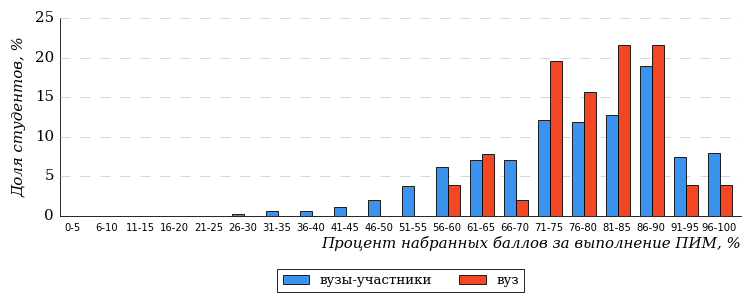 25
20
15
10
5
0
Доля студентов, %
0-5 6-10 11-15 16-20 21-25 26-30 31-35 36-40 41-45 46-50 51-55 56-60 61-65 66-70 71-75 76-80 81-85 86-90 91-95 96-100
Процент набранных баллов за выполнение ПИМ, %
вузы-участники вуз